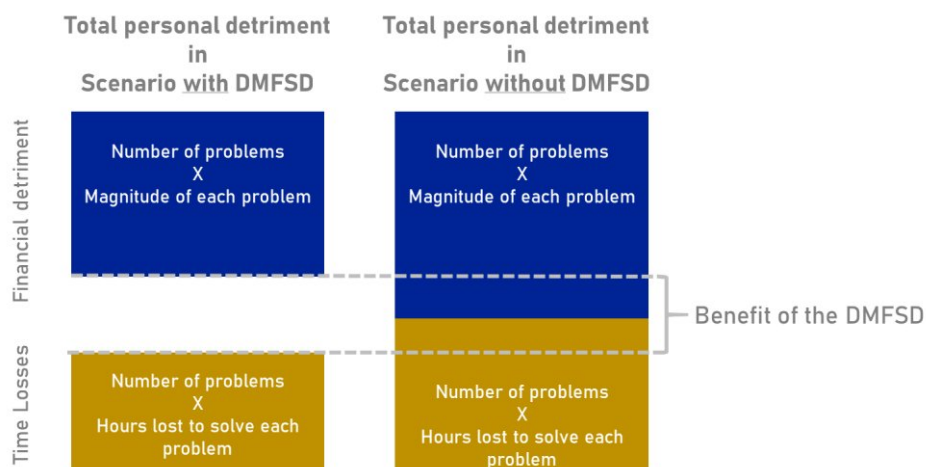 Total personal detriment
in
Scenario with DMFSD
Total personal detriment
in
Scenario without DMFSD
Financial detriment
Number of problems
X
Magnitude of each problem
Number of problems
X
Magnitude of each problem
Benefit of the DMFSD
Time Losses
Number of problems
X
Hours lost to solve each
problem
Number of problems
X
Hours lost to solve each
problem